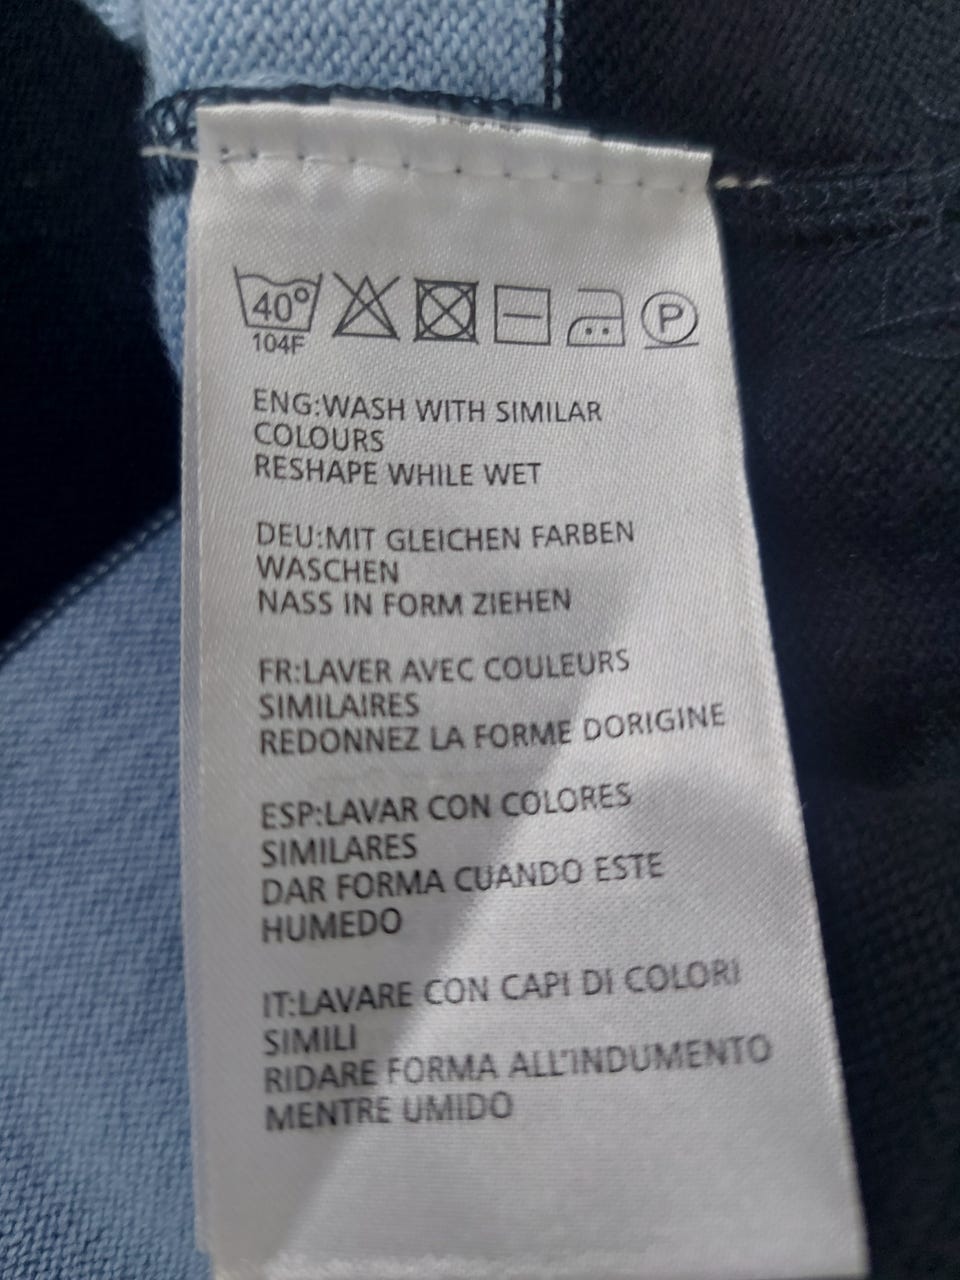 40°
104F
P
ENG:WASH WITH SIMILAR
COLOURS
RESHAPE WHILE WET
DEU:MIT GLEICHEN FARBEN
WASCHEN
NASS IN FORM ZIEHEN
FR:LAVER AVEC COULEURS
SIMILAIRES
REDONNEZ LA FORME DORIGINE
ESP:LAVAR CON COLORES
SIMILARES
DAR FORMA CUANDO ESTE
HUMEDO
IT:LAVARE CON CAPI DI COLORI
SIMILI
RIDARE FORMA ALL'INDUMENTO
MENTRE UMIDO